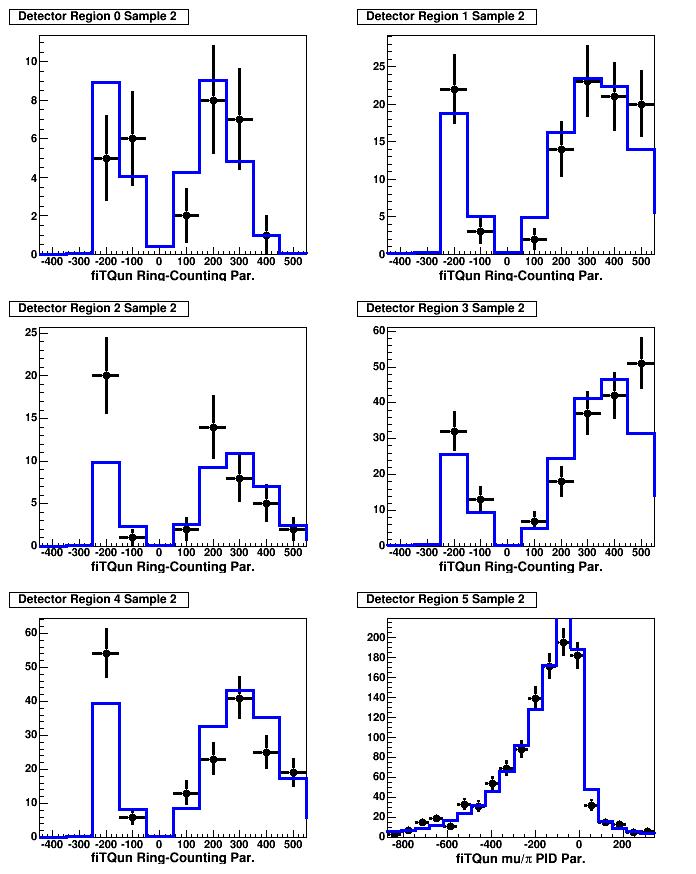 Detector Region 0 Sample 2
10
8
6
4
2
0
-400 -300 -200 -100 0 100 200 300 400 500
fiTQun Ring-Counting Par.
Detector Region 1 Sample 2
25
20
15
10
5
0
-400 -300 -200 -100 0 100 200 300 400 500
fiTQun Ring-Counting Par.
Detector Region 2 Sample 2
25
20
15
10
5
0
-400 -300 -200 -100 0 100 200 300 400 500
fiTQun Ring-Counting Par.
Detector Region 3 Sample 2
60
50
40
30
20
10
0
-400 -300 -200 -100 0 100 200 300 400 500
fiTQun Ring-Counting Par.
Detector Region 4 Sample 2
60
50
40
30
20
10
0
-400 -300 -200 -100 0 100 200 300 400 500
fiTQun Ring-Counting Par.
Detector Region 5 Sample 2
200
180
160
140
120
100
80
60
40
20
0
-800 -600 -400 -200 0 200
fiTQun mu/π PID Par.